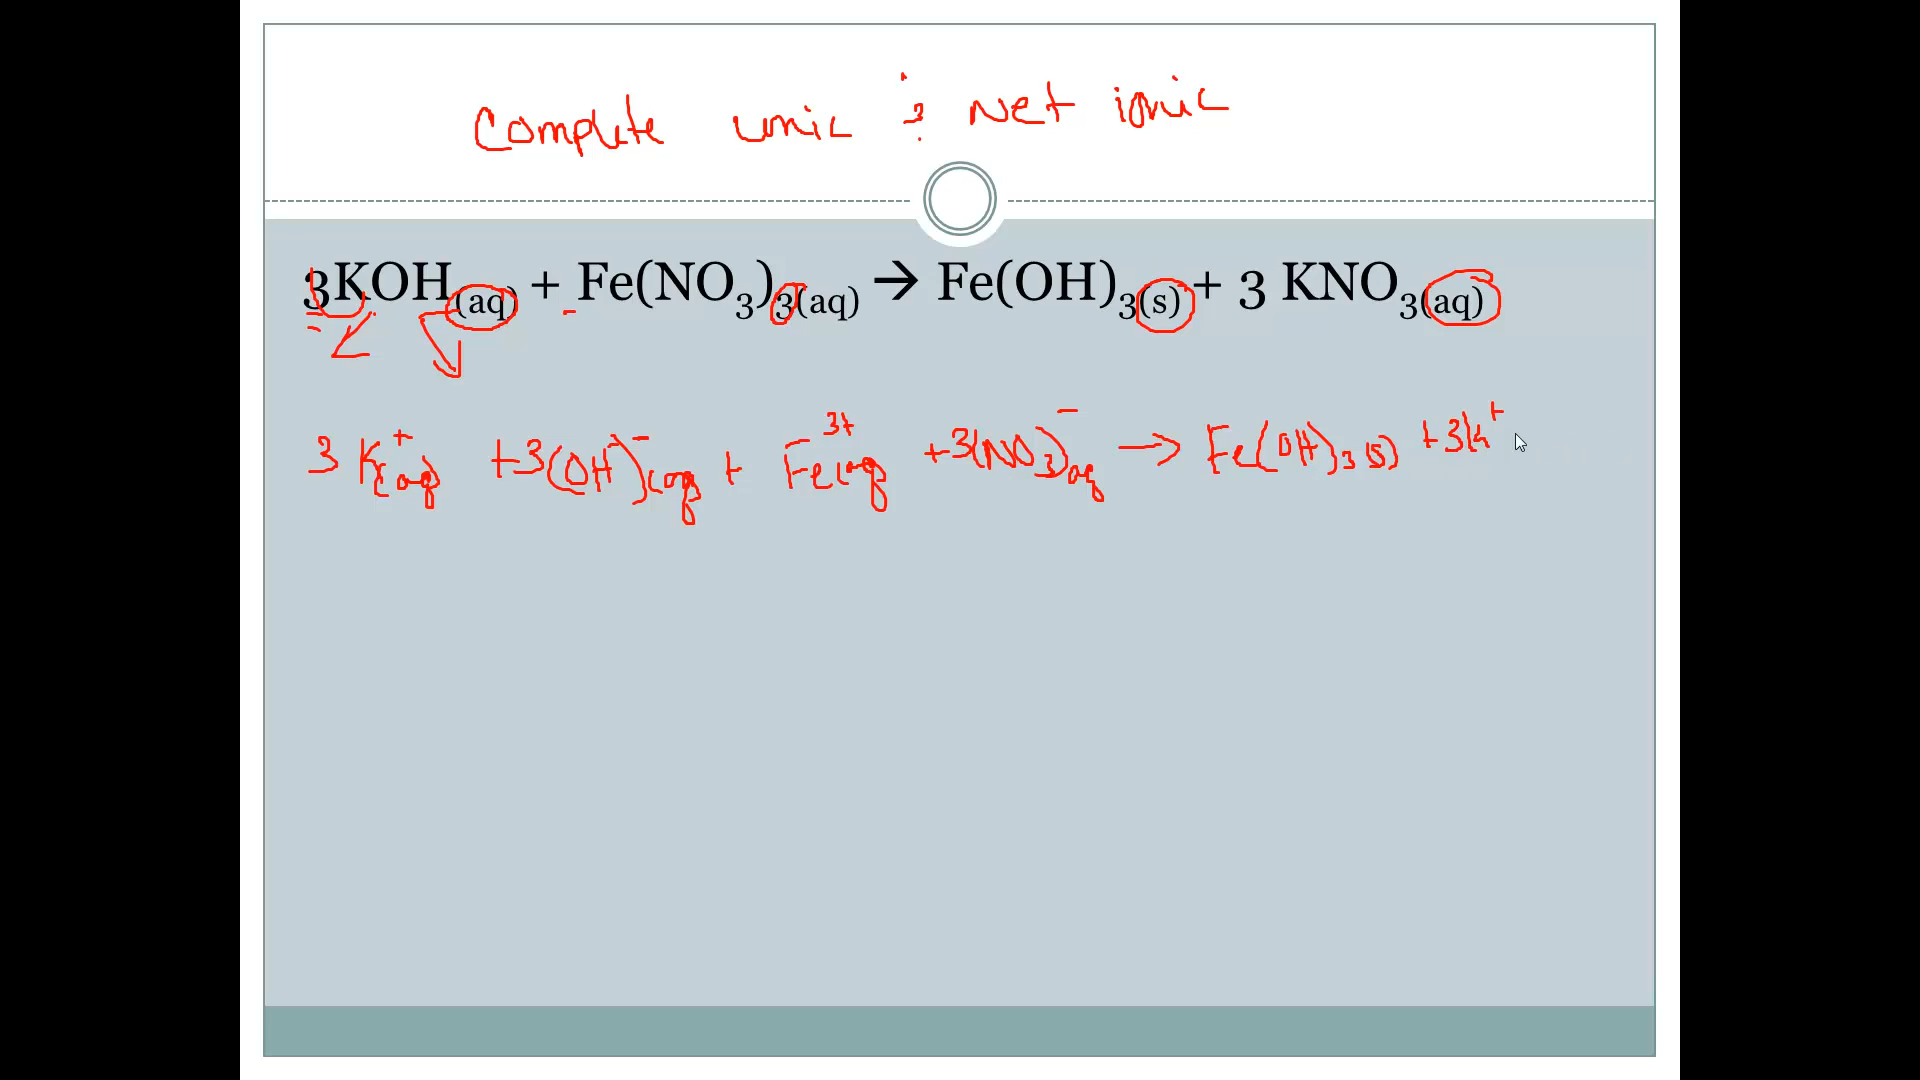 Complete ionic & Net ionic
3KOH(aq) + Fe(NO3)3(aq) → Fe(OH)3(s) + 3 KNO3(aq)
3 K+(aq) +3(OH)-(aq + Fe3+(aq +3(NO3)-aq → Fe(OH)3(s) +3K+